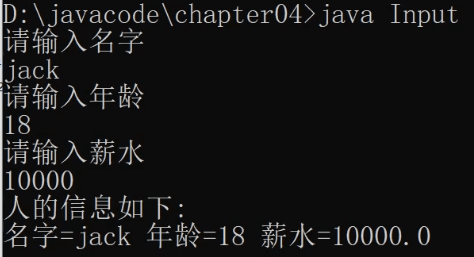 D:\javacode\chapter04>java Input
请输入名字
jack
请输入年龄
18
请输入薪水
10000
人的信息如下:
名字=jack 年龄=18 薪水=10000.0